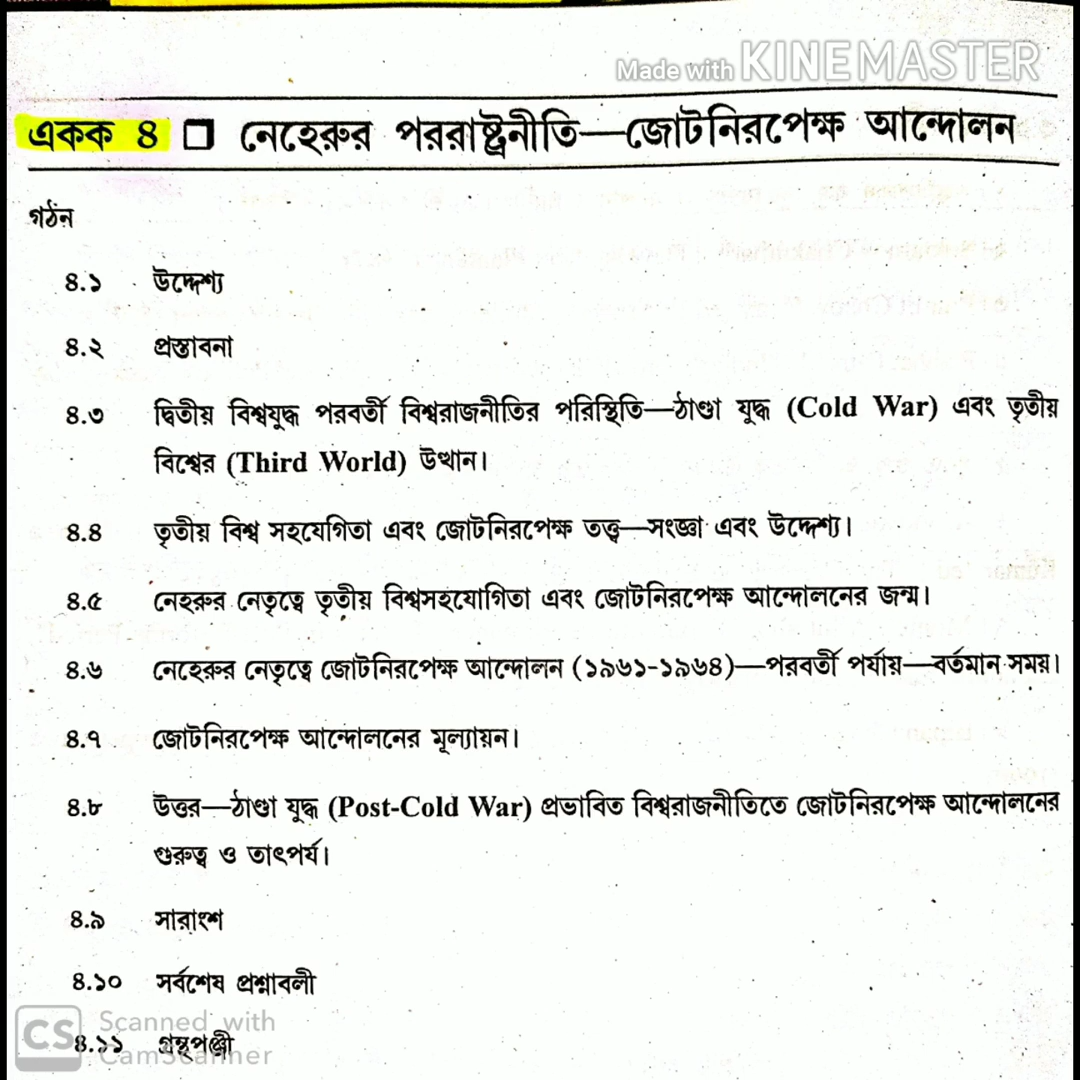 Made with KINEMASTER
একক ৪ □ নেহেরুর পররাষ্ট্রনীতি—জোটনিরপেক্ষ আন্দোলন
গঠন
৪.১ উদ্দেশ্য
৪.২ প্রস্তাবনা
৪.৩ দ্বিতীয় বিশ্বযুদ্ধ পরবর্তী বিশ্বরাজনীতির পরিস্থিতি—ঠাণ্ডা যুদ্ধ (Cold War) এবং তৃতীয়
বিশ্বের (Third World) উত্থান।
৪.৪ তৃতীয় বিশ্ব সহযেগিতা এবং জোটনিরপেক্ষ তত্ত্ব—সংজ্ঞা এবং উদ্দেশ্য।
৪.৫ নেহরুর নেতৃত্বে তৃতীয় বিশ্বসহযোগিতা এবং জোটনিরপেক্ষ আন্দোলনের জন্ম।
৪.৬ নেহেরুর নেতৃত্বে জোটনিরপেক্ষ আন্দোলন (১৯৬১-১৯৬৪)—পরবর্তী পর্যায়—বর্তমান সময়।
৪.৭ জোটনিরপেক্ষ আন্দোলনের মূল্যায়ন।
৪.৮ উত্তর—ঠাণ্ডা যুদ্ধ (Post-Cold War) প্রভাবিত বিশ্বরাজনীতিতে জোটনিরপেক্ষ আন্দোলনের
গুরুত্ব ও তাৎপর্য।
৪.৯ সারাংশ
৪.১০ সর্বশেষ প্রশ্নাবলী
৪.১১ গ্রন্থপঞ্জী
CS Scanned with
CamScanner